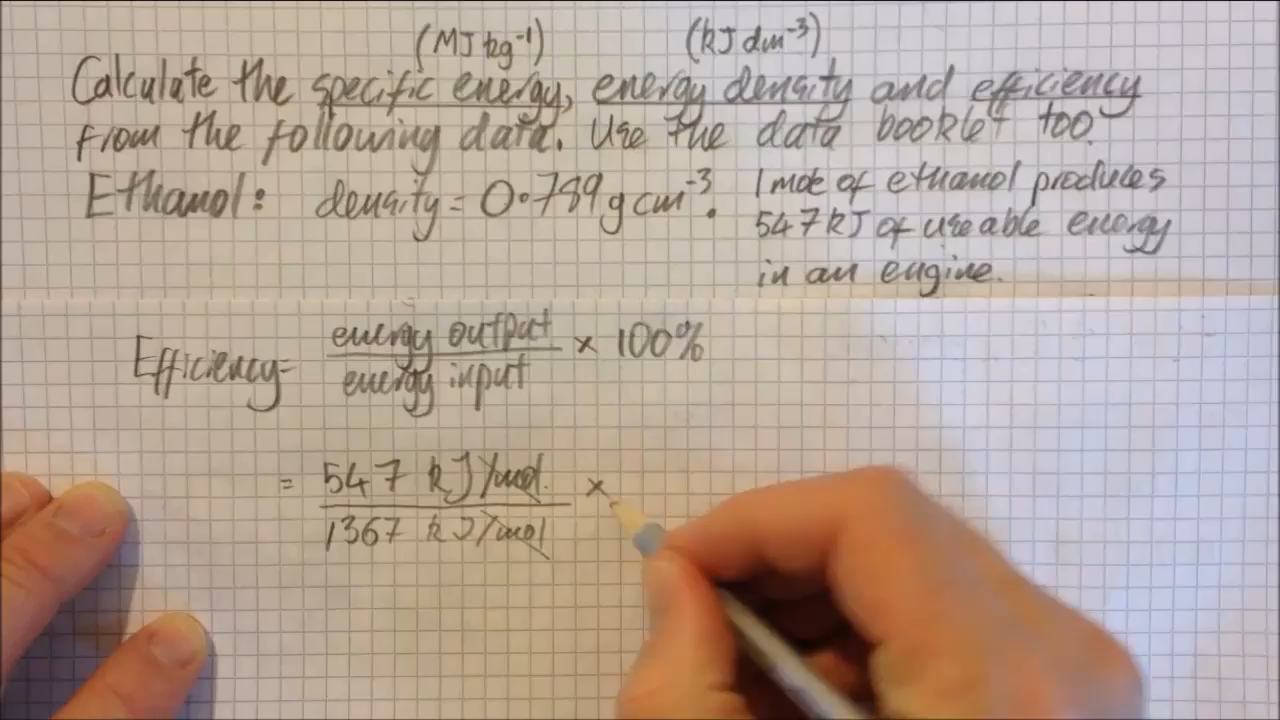 (MJ kg⁻¹) (kJ dm⁻³)
Calculate the specific energy, energy density and efficiency
from the following data. Use the data booklet too.
Ethanol: density = 0.789 g cm⁻³. 1 mole of ethanol produces
547 kJ of useable energy
in an engine.
Efficiency = energy output / energy input × 100%
= 547 kJ/mol. / 1367 kJ/mol ×